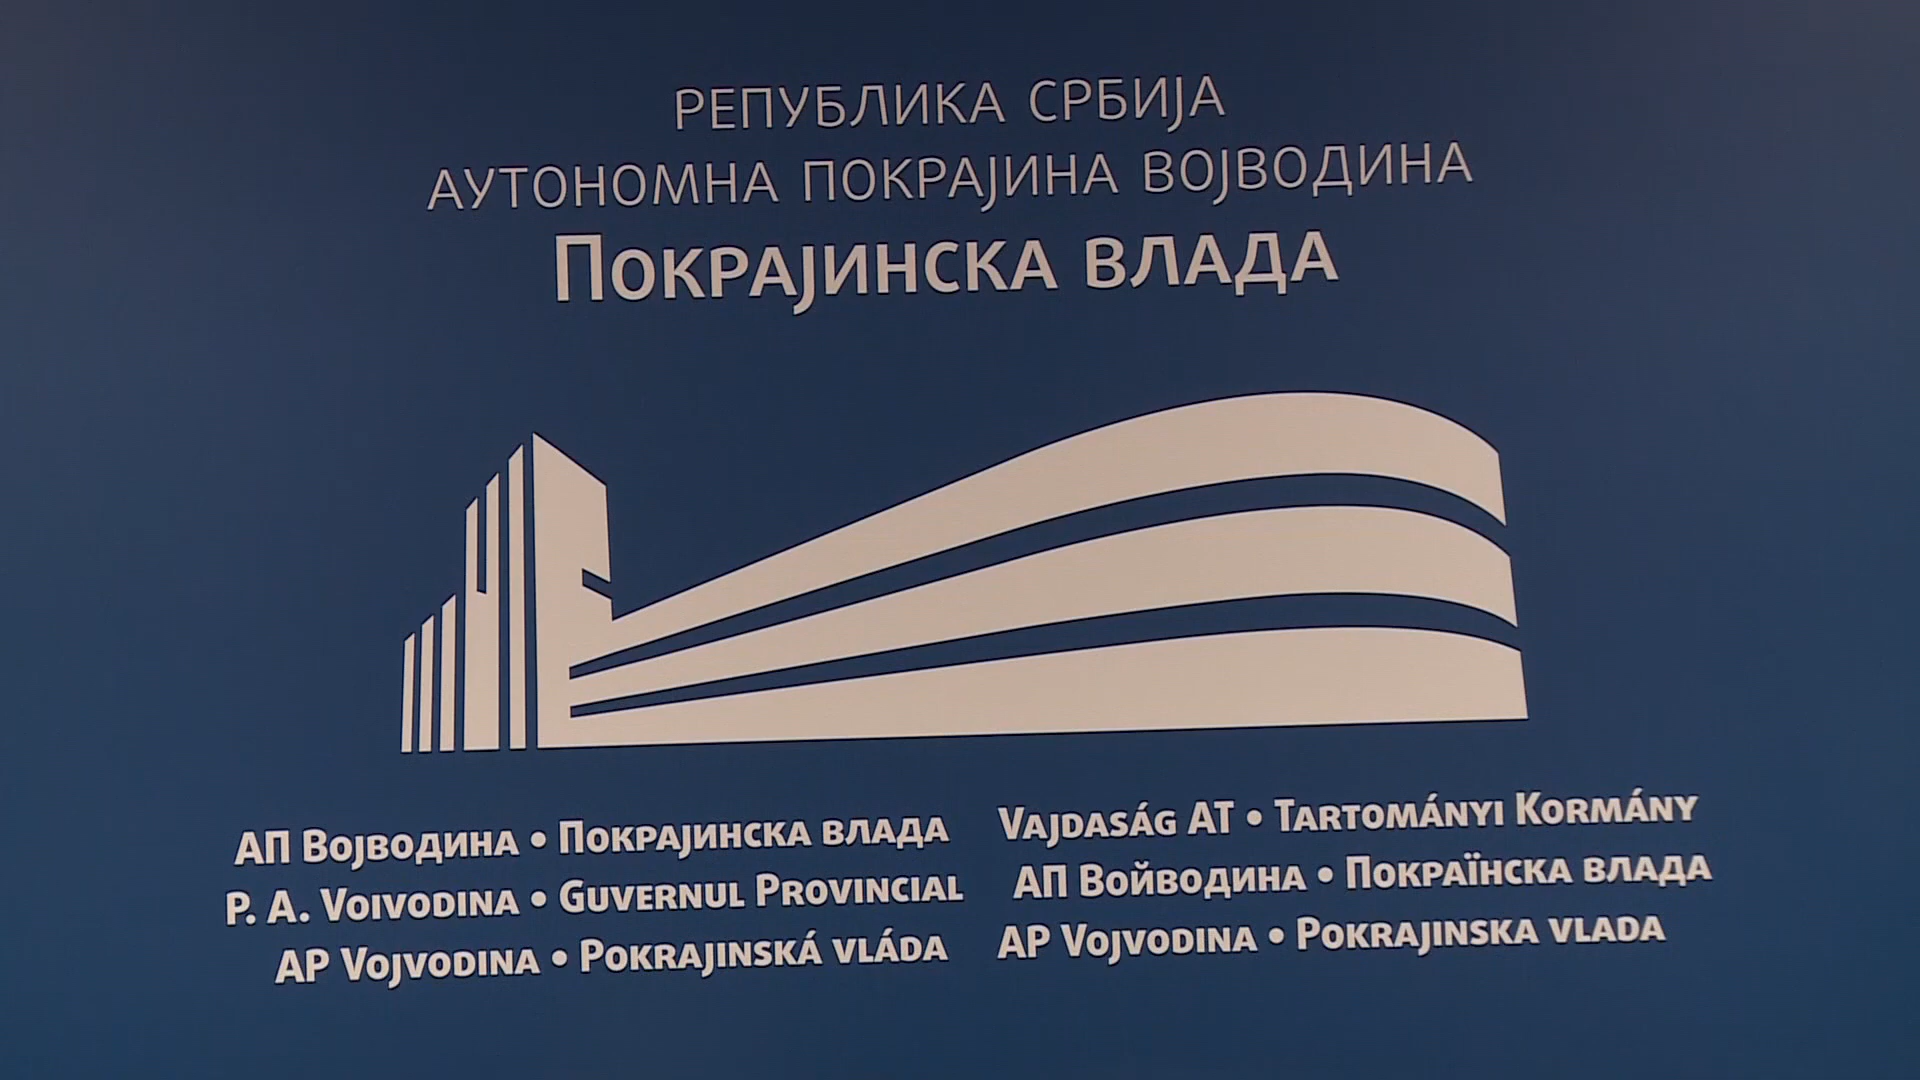 РЕПУБЛИКА СРБИЈА
АУТОНОМНА ПОКРАЈИНА ВОЈВОДИНА
ПОКРАЈИНСКА ВЛАДА
АП ВОЈВОДИНА • ПОКРАЈИНСКА ВЛАДА
VAJDASÁG AT • TARTOMÁNYI KORMÁNY
P. A. VOIVODINA • GUVERNUL PROVINCIAL
АП ВОЙВОДИНА • ПОКРАЇНСКА ВЛАДА
AP VOJVODINA • POKRAJINSKÁ VLÁDA
AP VOJVODINA • POKRAJINSKA VLADA